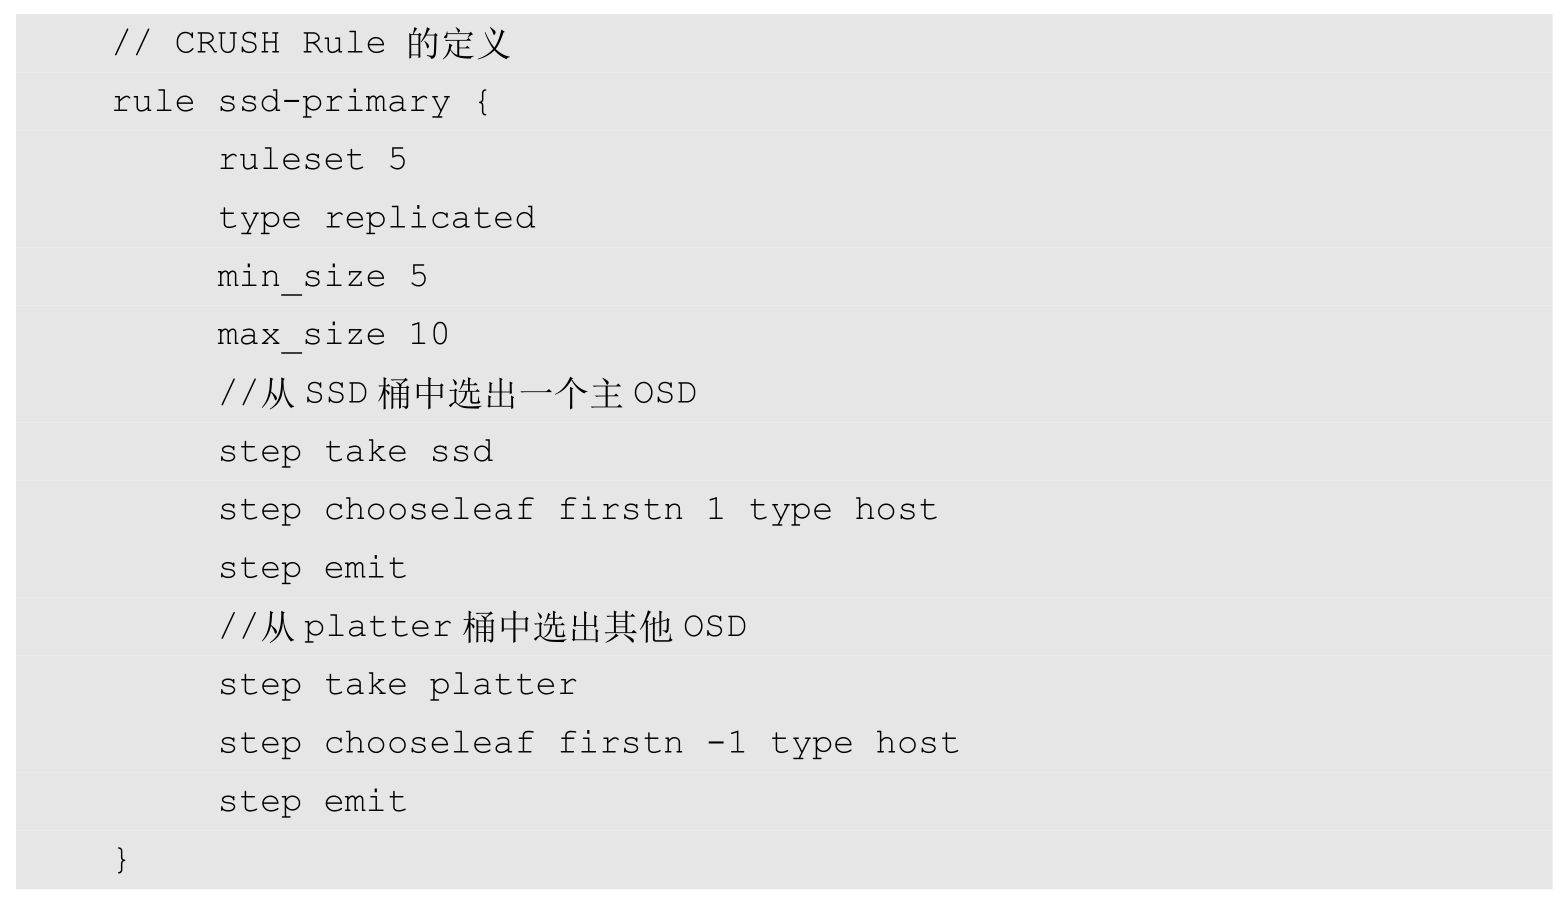 // CRUSH Rule 的定义
rule ssd-primary {
ruleset 5
type replicated
min_size 5
max_size 10
//从 SSD 桶中选出一个主 OSD
step take ssd
step chooseleaf firstn 1 type host
step emit
//从 platter 桶中选出其他 OSD
step take platter
step chooseleaf firstn -1 type host
step emit
}